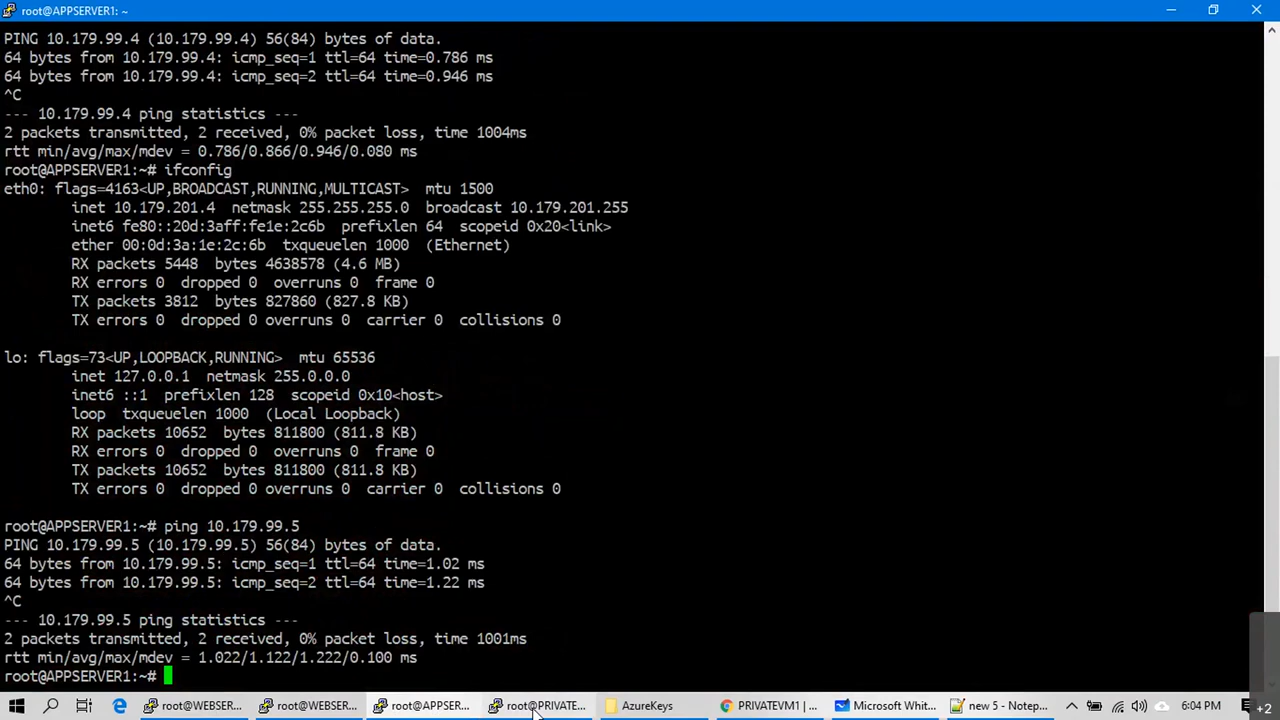 root@APPSERVER1: ~
PING 10.179.99.4 (10.179.99.4) 56(84) bytes of data.
64 bytes from 10.179.99.4: icmp_seq=1 ttl=64 time=0.786 ms
64 bytes from 10.179.99.4: icmp_seq=2 ttl=64 time=0.946 ms
^C
--- 10.179.99.4 ping statistics ---
2 packets transmitted, 2 received, 0% packet loss, time 1004ms
rtt min/avg/max/mdev = 0.786/0.866/0.946/0.080 ms
root@APPSERVER1:~# ifconfig
eth0: flags=4163<UP,BROADCAST,RUNNING,MULTICAST>  mtu 1500
inet 10.179.201.4  netmask 255.255.255.0  broadcast 10.179.201.255
inet6 fe80::20d:3aff:fe1e:2c6b  prefixlen 64  scopeid 0x20<link>
ether 00:0d:3a:1e:2c:6b  txqueuelen 1000  (Ethernet)
RX packets 5448  bytes 4638578 (4.6 MB)
RX errors 0  dropped 0  overruns 0  frame 0
TX packets 3812  bytes 827860 (827.8 KB)
TX errors 0  dropped 0 overruns 0  carrier 0  collisions 0
lo: flags=73<UP,LOOPBACK,RUNNING>  mtu 65536
inet 127.0.0.1  netmask 255.0.0.0
inet6 ::1  prefixlen 128  scopeid 0x10<host>
loop  txqueuelen 1000  (Local Loopback)
RX packets 10652  bytes 811800 (811.8 KB)
RX errors 0  dropped 0  overruns 0  frame 0
TX packets 10652  bytes 811800 (811.8 KB)
TX errors 0  dropped 0 overruns 0  carrier 0  collisions 0
root@APPSERVER1:~# ping 10.179.99.5
PING 10.179.99.5 (10.179.99.5) 56(84) bytes of data.
64 bytes from 10.179.99.5: icmp_seq=1 ttl=64 time=1.02 ms
64 bytes from 10.179.99.5: icmp_seq=2 ttl=64 time=1.22 ms
^C
--- 10.179.99.5 ping statistics ---
2 packets transmitted, 2 received, 0% packet loss, time 1001ms
rtt min/avg/max/mdev = 1.022/1.122/1.222/0.100 ms
root@APPSERVER1:~#
root@WEBSER... root@WEBSER... root@APPSER... root@PRIVATE... AzureKeys PRIVATEVM1 | ... Microsoft Whit... new 5 - Notep... 6:04 PM +2